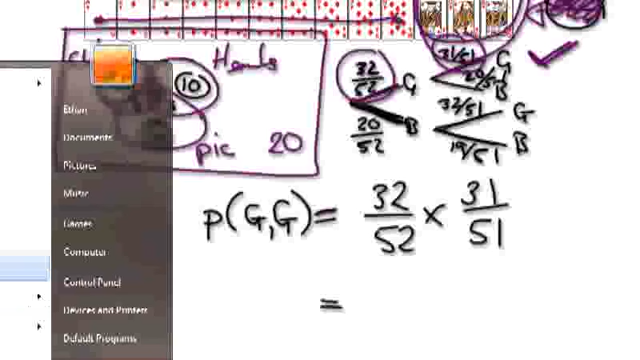 Hearts
10
pic 20
32/52 G
31/51 G
20/51 B
20/52 B
32/51 G
19/51 B
P(G,G) = 32/52 × 31/51
=
Ethan
Documents
Pictures
Music
Games
Computer
Control Panel
Devices and Printers
Default Programs